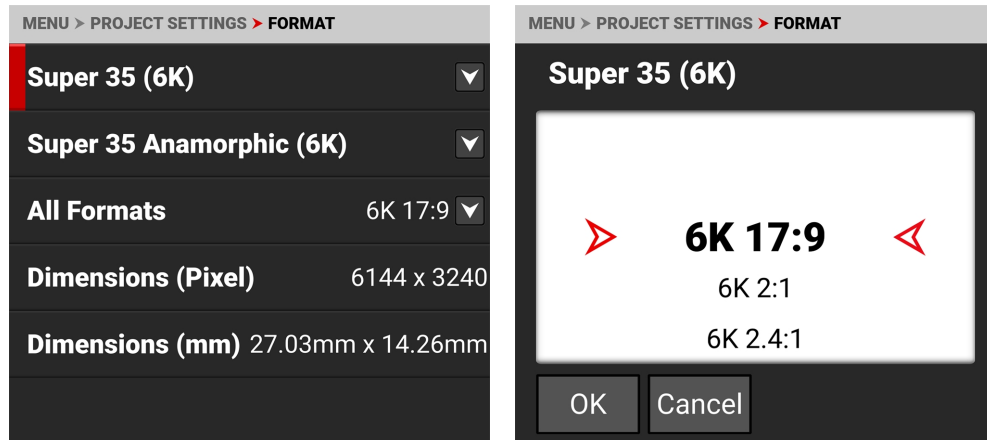 MENU > PROJECT SETTINGS > FORMAT
Super 35 (6K)
Super 35 Anamorphic (6K)
All Formats 6K 17:9
Dimensions (Pixel) 6144 x 3240
Dimensions (mm) 27.03mm x 14.26mm
MENU > PROJECT SETTINGS > FORMAT
Super 35 (6K)
6K 17:9
6K 2:1
6K 2.4:1
OK Cancel